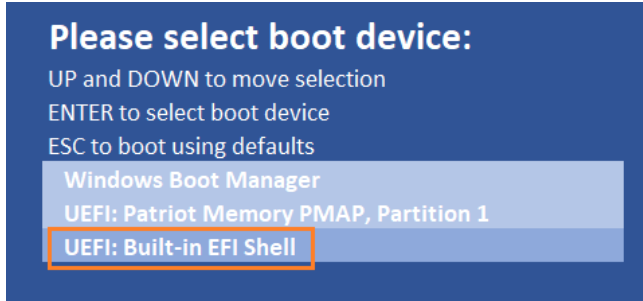 Please select boot device:
UP and DOWN to move selection
ENTER to select boot device
ESC to boot using defaults
Windows Boot Manager
UEFI: Patriot Memory PMAP, Partition 1
UEFI: Built-in EFI Shell